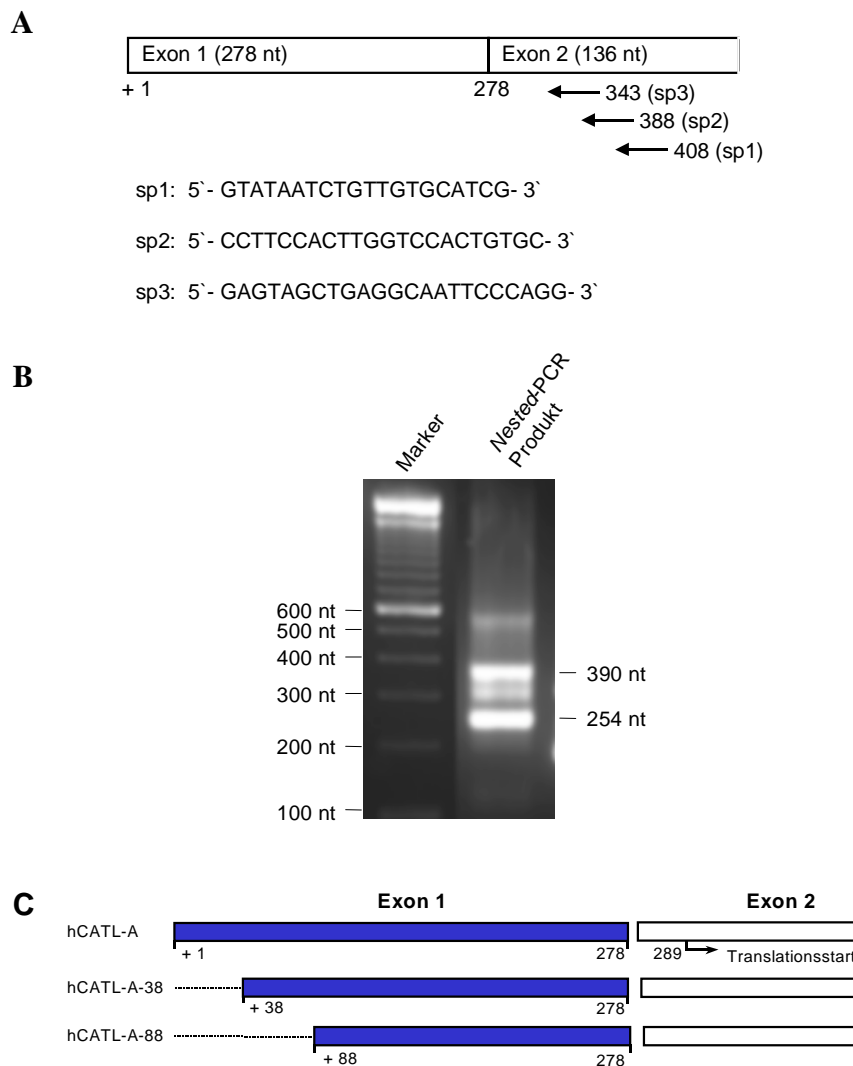 A
Exon 1 (278 nt) Exon 2 (136 nt)
+ 1 278
343 (sp3)
388 (sp2)
408 (sp1)
sp1: 5`- GTATAATCTGTTGTGCATCG- 3`
sp2: 5`- CCTTCCACTTGGTCCACTGTGC- 3`
sp3: 5`- GAGTAGCTGAGGCAATTCCCAGG- 3`
B
Marker
Nested-PCR
Produkt
600 nt
500 nt
400 nt
300 nt
200 nt
100 nt
390 nt
254 nt
C
Exon 1 Exon 2
hCATL-A
+ 1 278 289 Translationsstart
hCATL-A-38
+ 38 278
hCATL-A-88
+ 88 278